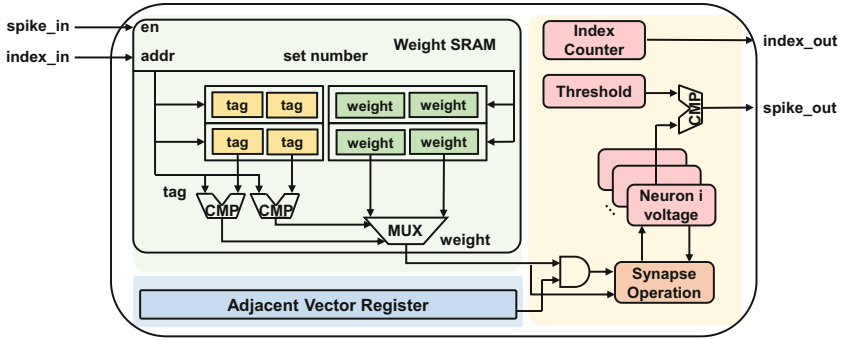 spike_in
en
index_in
addr
set number
Weight SRAM
Index
Counter
index_out
Threshold
CMP
spike_out
tag tag weight weight
tag tag weight weight
tag
CMP CMP
MUX
weight
Neuron i
voltage
Synapse
Operation
Adjacent Vector Register